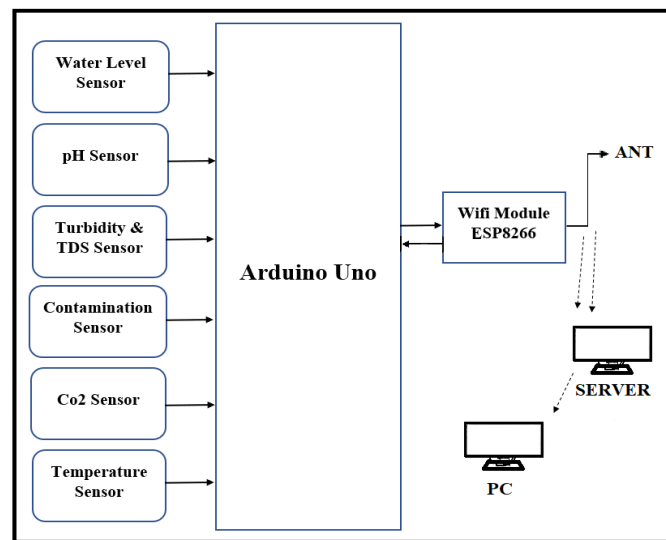 Water Level
Sensor
pH Sensor
Turbidity &
TDS Sensor
Contamination
Sensor
Co2 Sensor
Temperature
Sensor
Arduino Uno
Wifi Module
ESP8266
ANT
SERVER
PC